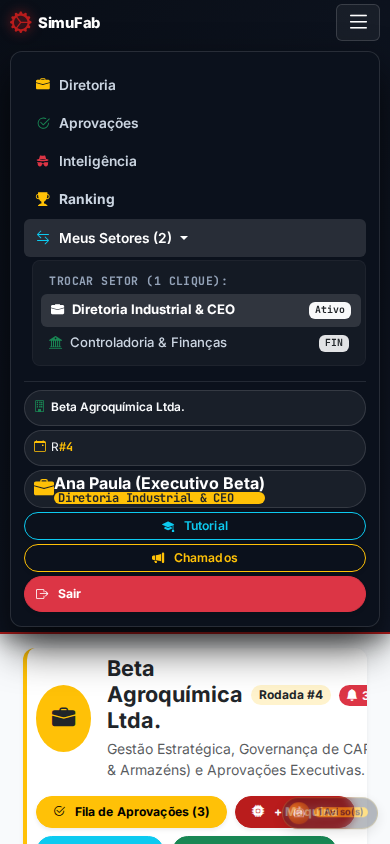 SimuFab
Diretoria
Aprovações
Inteligência
Ranking
Meus Setores (2)
TROCAR SETOR (1 CLIQUE):
Diretoria Industrial & CEO Ativo
Controladoria & Finanças FIN
Beta Agroquímica Ltda.
R#4
Ana Paula (Executivo Beta)
Diretoria Industrial & CEO
Tutorial
Chamados
Sair
Beta
Agroquímica Rodada #4
Ltda.
Gestão Estratégica, Governança de
& Armazéns) e Aprovações Executivas.
Fila de Aprovações (3) +